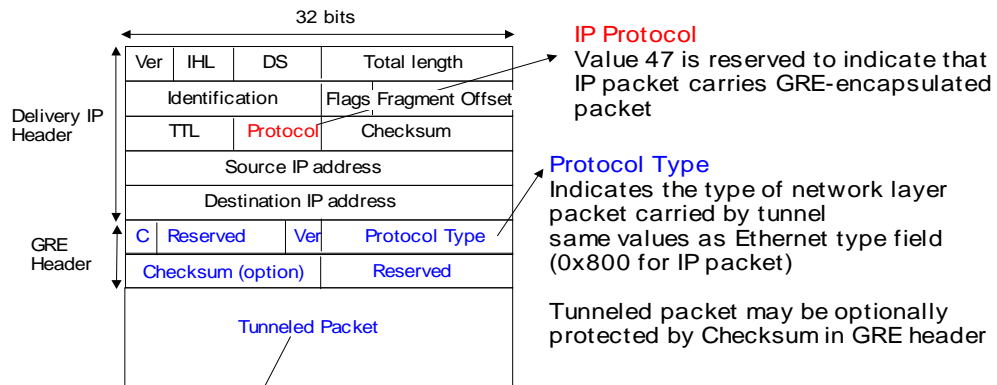 32 bits
Ver IHL DS Total length
Identification Flags Fragment Offset
TTL Protocol Checksum
Source IP address
Destination IP address
Delivery IP
Header
C Reserved Ver Protocol Type
Checksum (option) Reserved
GRE
Header
Tunneled Packet
IP Protocol
Value 47 is reserved to indicate that
IP packet carries GRE-encapsulated
packet
Protocol Type
Indicates the type of network layer
packet carried by tunnel
same values as Ethernet type field
(0x800 for IP packet)
Tunneled packet may be optionally
protected by Checksum in GRE header